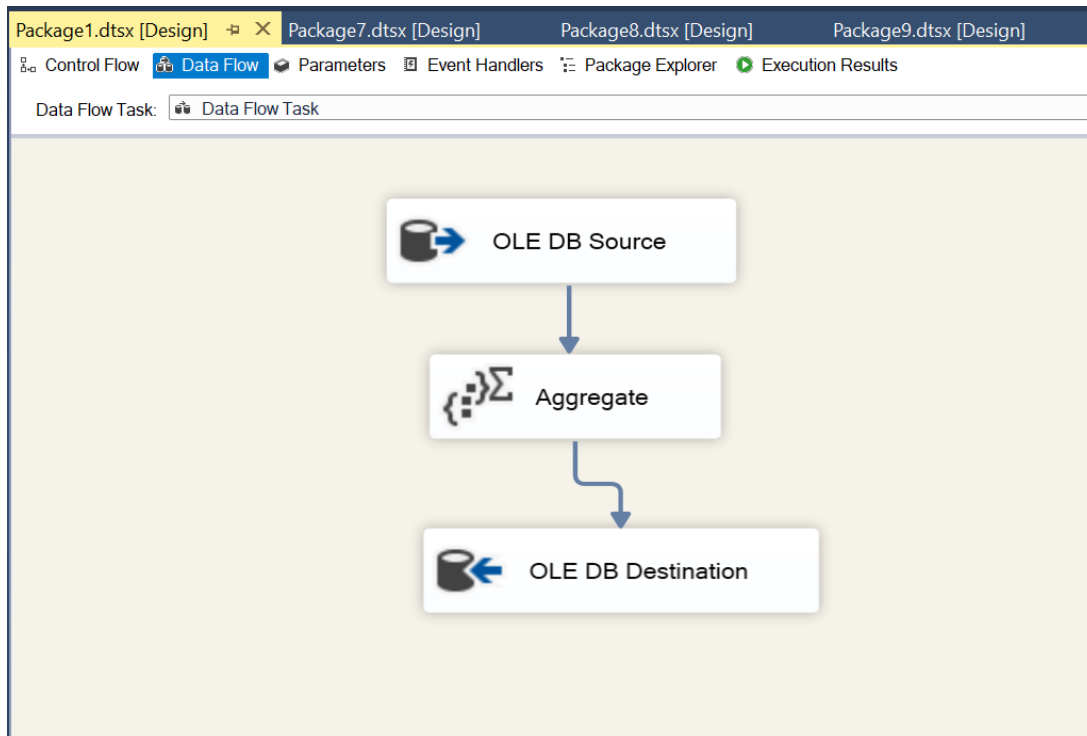 Package1.dtsx [Design] Package7.dtsx [Design] Package8.dtsx [Design] Package9.dtsx [Design]
Control Flow Data Flow Parameters Event Handlers Package Explorer Execution Results
Data Flow Task: Data Flow Task
OLE DB Source
Aggregate
OLE DB Destination